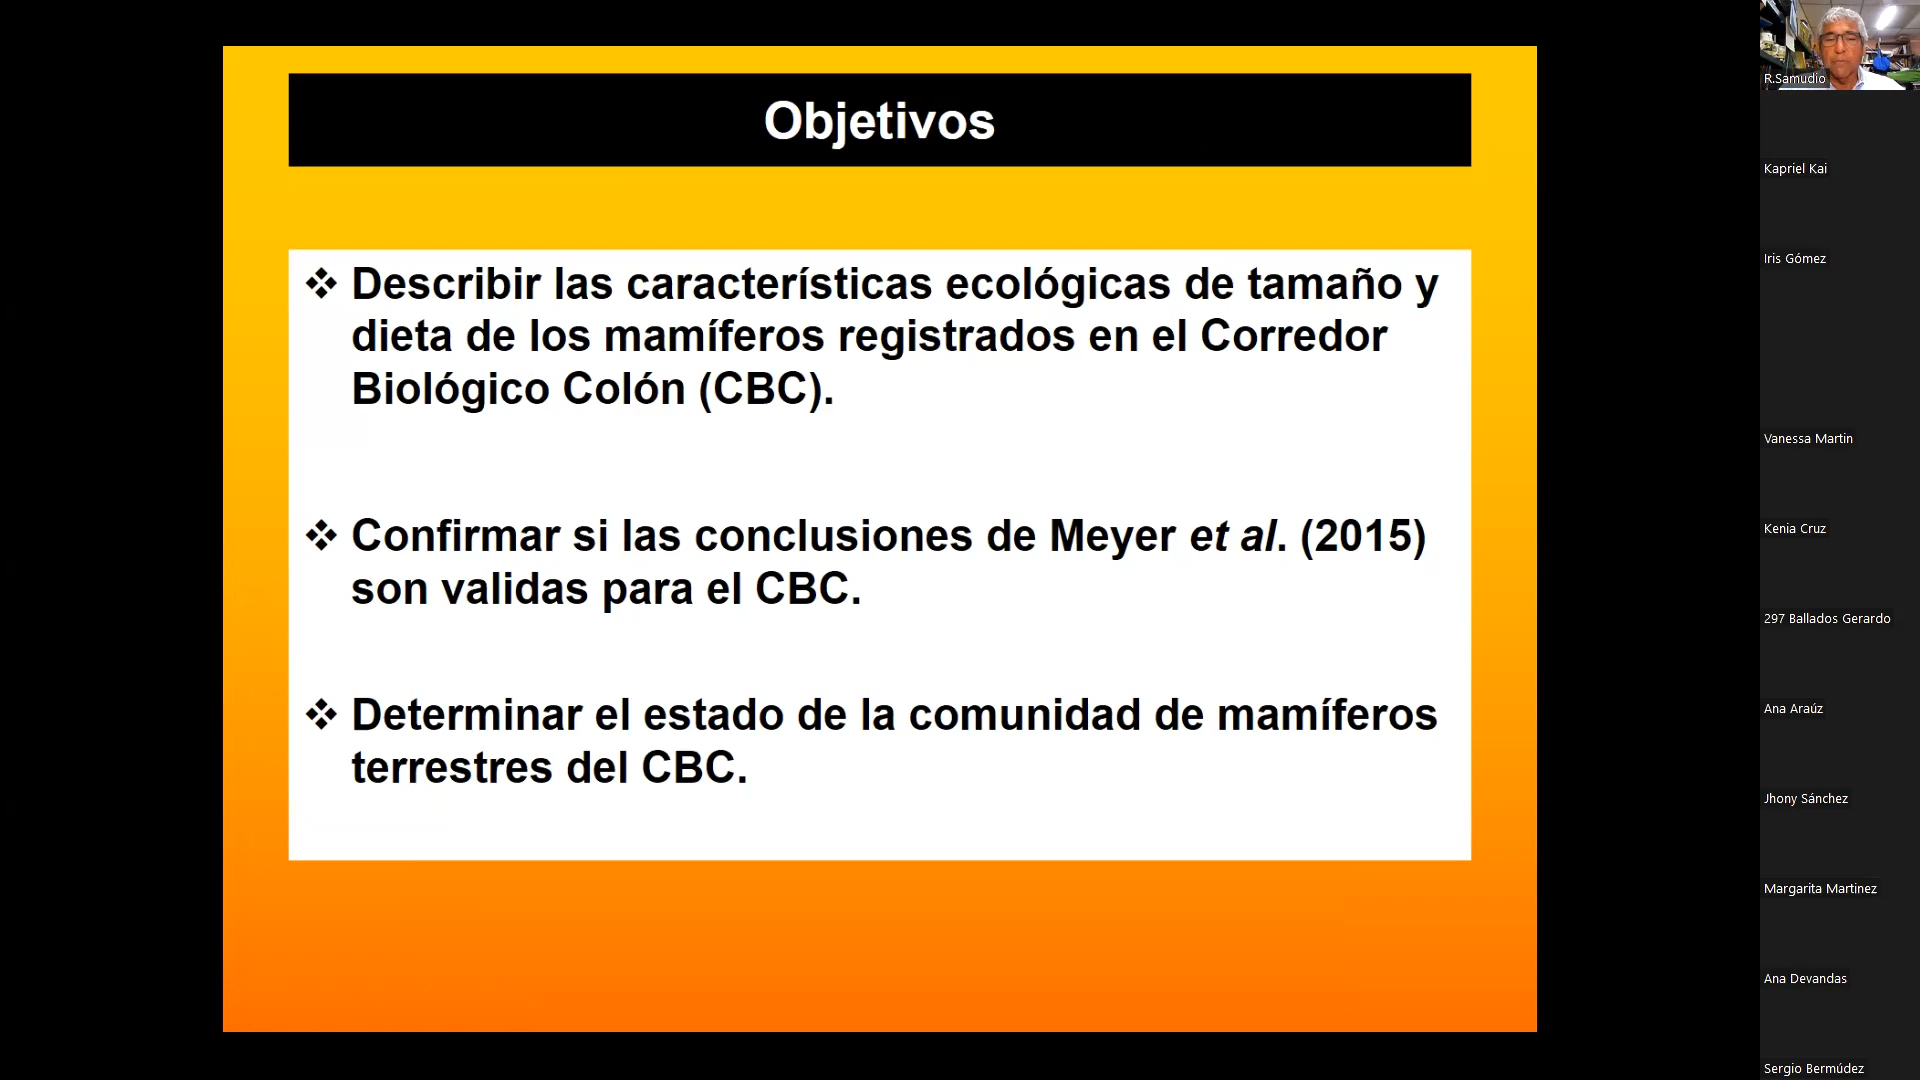 Objetivos
❖ Describir las características ecológicas de tamaño y
dieta de los mamíferos registrados en el Corredor
Biológico Colón (CBC).
❖ Confirmar si las conclusiones de Meyer et al. (2015)
son validas para el CBC.
❖ Determinar el estado de la comunidad de mamíferos
terrestres del CBC.
R.Samudio
Kapriel Kai
Iris Gómez
Vanessa Martin
Kenia Cruz
297 Ballados Gerardo
Ana Araúz
Jhony Sánchez
Margarita Martinez
Ana Devandas
Sergio Bermúdez